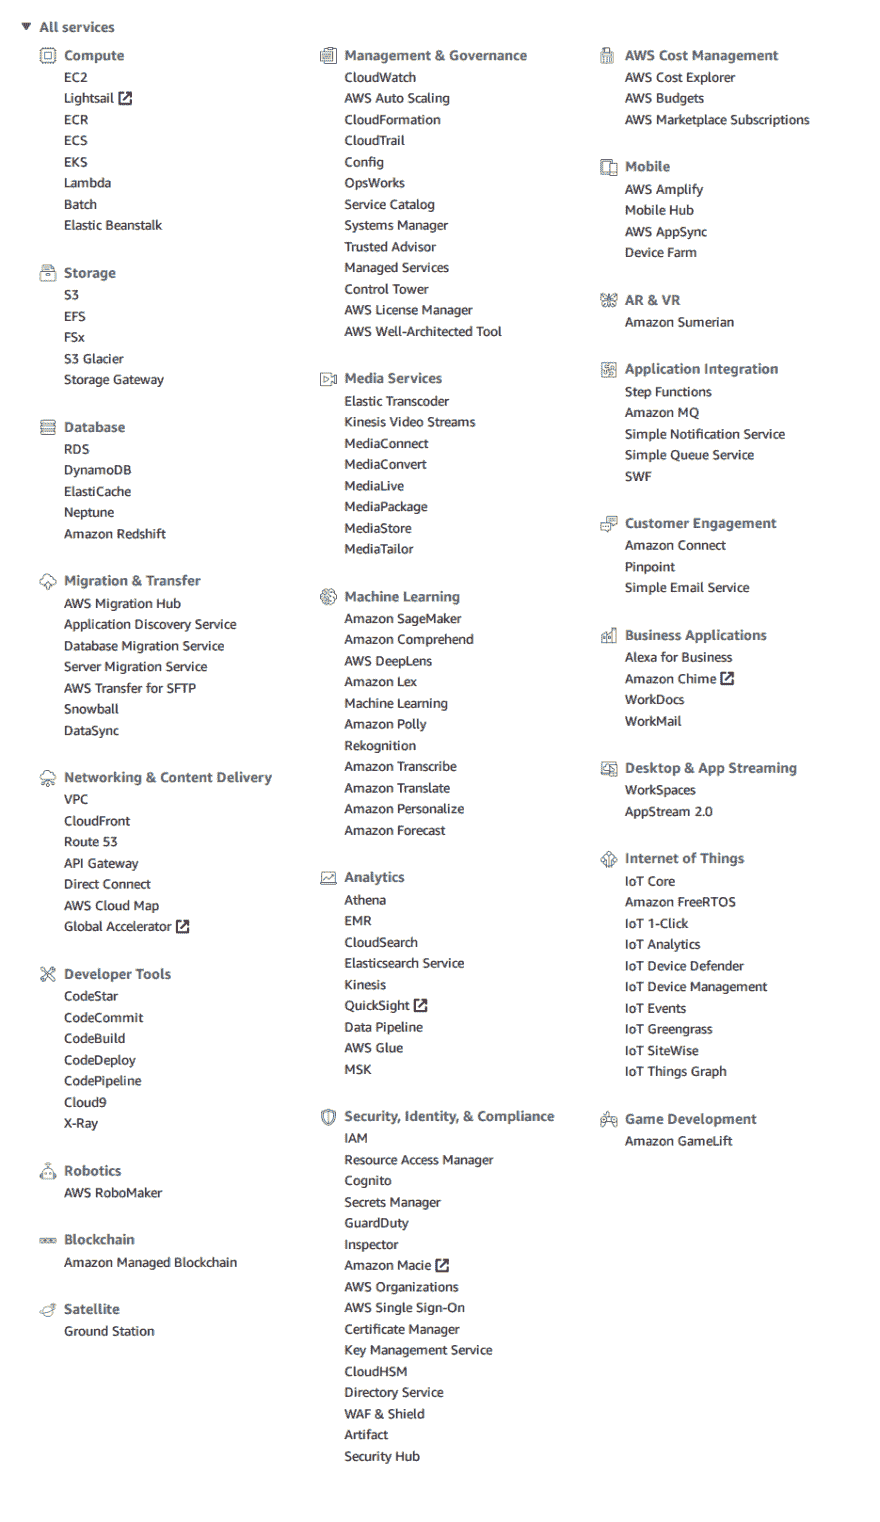 All services
Compute
EC2
Lightsail
ECR
ECS
EKS
Lambda
Batch
Elastic Beanstalk
Storage
S3
EFS
FSx
S3 Glacier
Storage Gateway
Database
RDS
DynamoDB
ElastiCache
Neptune
Amazon Redshift
Migration & Transfer
AWS Migration Hub
Application Discovery Service
Database Migration Service
Server Migration Service
AWS Transfer for SFTP
Snowball
DataSync
Networking & Content Delivery
VPC
CloudFront
Route 53
API Gateway
Direct Connect
AWS Cloud Map
Global Accelerator
Developer Tools
CodeStar
CodeCommit
CodeBuild
CodeDeploy
CodePipeline
Cloud9
X-Ray
Robotics
AWS RoboMaker
Blockchain
Amazon Managed Blockchain
Satellite
Ground Station
Management & Governance
CloudWatch
AWS Auto Scaling
CloudFormation
CloudTrail
Config
OpsWorks
Service Catalog
Systems Manager
Trusted Advisor
Managed Services
Control Tower
AWS License Manager
AWS Well-Architected Tool
Media Services
Elastic Transcoder
Kinesis Video Streams
MediaConnect
MediaConvert
MediaLive
MediaPackage
MediaStore
MediaTailor
Machine Learning
Amazon SageMaker
Amazon Comprehend
AWS DeepLens
Amazon Lex
Machine Learning
Amazon Polly
Rekognition
Amazon Transcribe
Amazon Translate
Amazon Personalize
Amazon Forecast
Analytics
Athena
EMR
CloudSearch
Elasticsearch Service
Kinesis
QuickSight
Data Pipeline
AWS Glue
MSK
Security, Identity, & Compliance
IAM
Resource Access Manager
Cognito
Secrets Manager
GuardDuty
Inspector
Amazon Macie
AWS Organizations
AWS Single Sign-On
Certificate Manager
Key Management Service
CloudHSM
Directory Service
WAF & Shield
Artifact
Security Hub
AWS Cost Management
AWS Cost Explorer
AWS Budgets
AWS Marketplace Subscriptions
Mobile
AWS Amplify
Mobile Hub
AWS AppSync
Device Farm
AR & VR
Amazon Sumerian
Application Integration
Step Functions
Amazon MQ
Simple Notification Service
Simple Queue Service
SWF
Customer Engagement
Amazon Connect
Pinpoint
Simple Email Service
Business Applications
Alexa for Business
Amazon Chime
WorkDocs
WorkMail
Desktop & App Streaming
WorkSpaces
AppStream 2.0
Internet of Things
IoT Core
Amazon FreeRTOS
IoT 1-Click
IoT Analytics
IoT Device Defender
IoT Device Management
IoT Events
IoT Greengrass
IoT SiteWise
IoT Things Graph
Game Development
Amazon GameLift